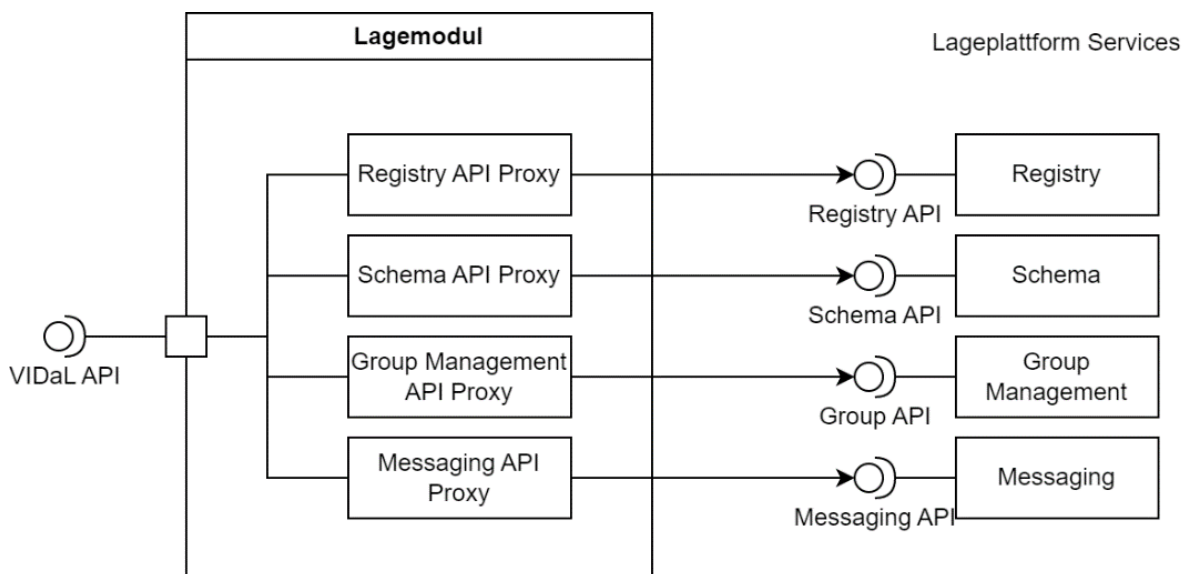 Lagemodul
Lageplattform Services
Registry API Proxy
Registry
Registry API
Schema API Proxy
Schema
Schema API
VIDaL API
Group Management
API Proxy
Group
Management
Group API
Messaging API
Proxy
Messaging
Messaging API